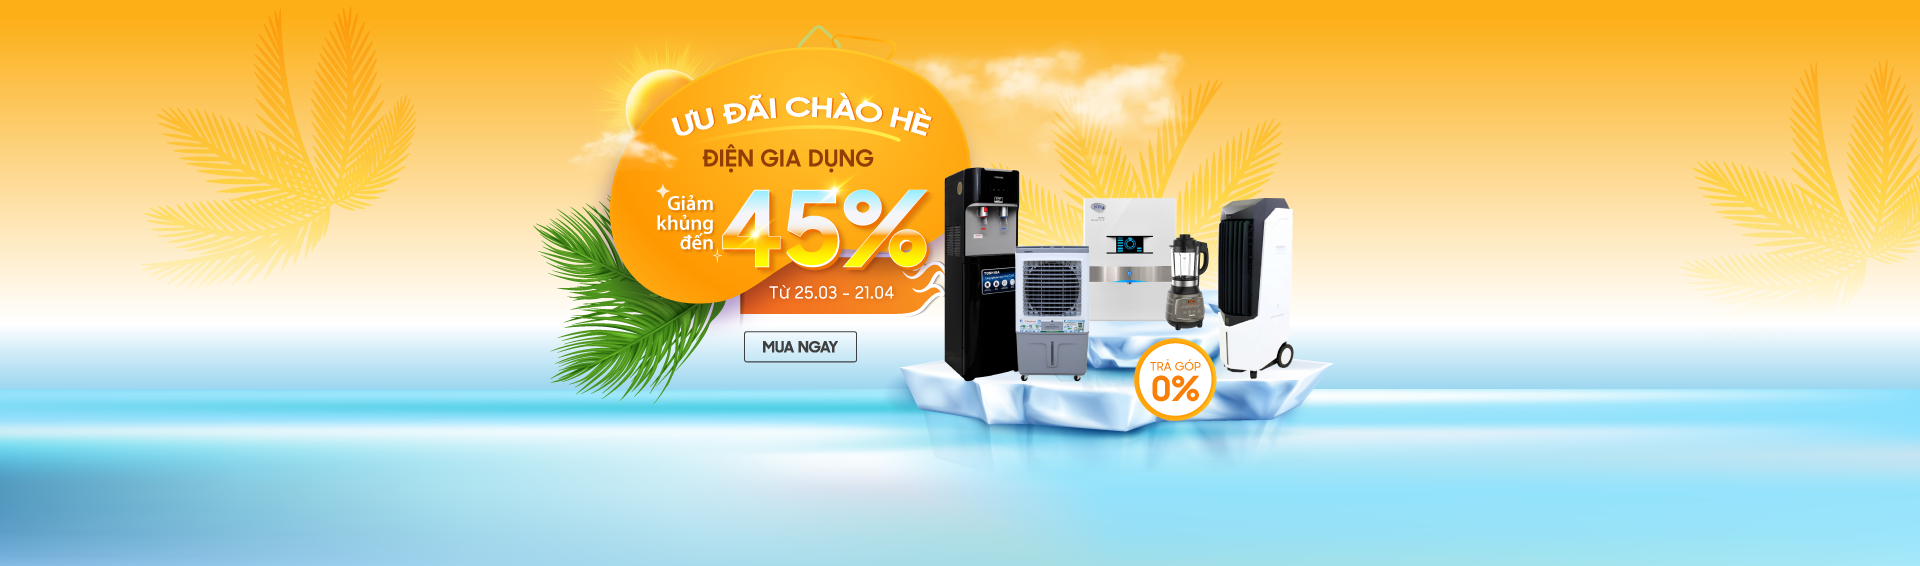 ƯU ĐÃI CHÀO HÈ
ĐIỆN GIA DỤNG
Giảm
khủng
đến
45%
Từ 25.03 - 21.04
MUA NGAY
TOSHIBA
TRẢ GÓP
0%